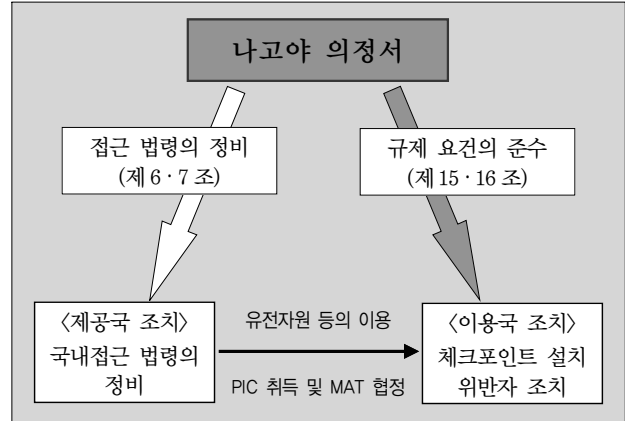 나고야 의정서
접근 법령의 정비
(제 6 · 7 조)
규제 요건의 준수
(제 15 · 16 조)
〈제공국 조치〉
국내접근 법령의
정비
유전자원 등의 이용
PIC 취득 및 MAT 협정
〈이용국 조치〉
체크포인트 설치
위반자 조치